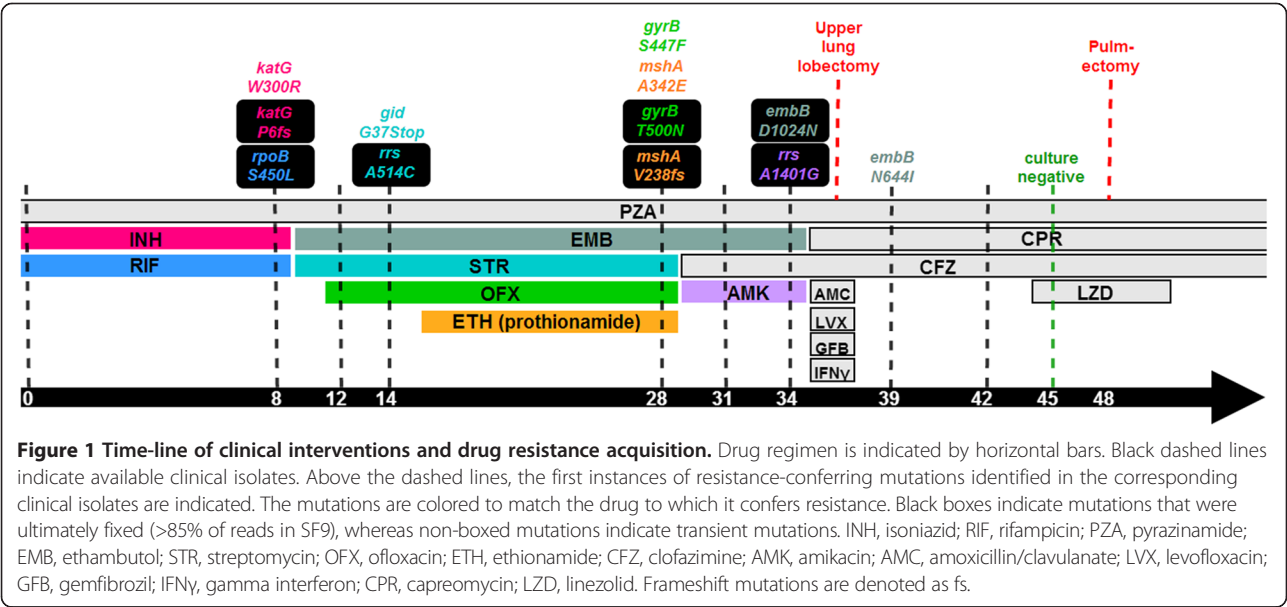 gyrB
S447F
mshA
A342E
Upper
lung
lobectomy
Pulm-
ectomy
katG
W300R
katG
P6fs
rpoB
S450L
gid
G37Stop
rrs
A514C
gyrB
T500N
mshA
V238fs
embB
D1024N
rrs
A1401G
embB
N644I
culture
negative
PZA
INH
EMB
CPR
RIF
STR
CFZ
OFX
AMK
AMC
LZD
ETH (prothionamide)
LVX
GFB
IFNγ
0 8 12 14 28 31 34 39 42 45 48
Figure 1 Time-line of clinical interventions and drug resistance acquisition. Drug regimen is indicated by horizontal bars. Black dashed lines
indicate available clinical isolates. Above the dashed lines, the first instances of resistance-conferring mutations identified in the corresponding
clinical isolates are indicated. The mutations are colored to match the drug to which it confers resistance. Black boxes indicate mutations that were
ultimately fixed (>85% of reads in SF9), whereas non-boxed mutations indicate transient mutations. INH, isoniazid; RIF, rifampicin; PZA, pyrazinamide;
EMB, ethambutol; STR, streptomycin; OFX, ofloxacin; ETH, ethionamide; CFZ, clofazimine; AMK, amikacin; AMC, amoxicillin/clavulanate; LVX, levofloxacin;
GFB, gemfibrozil; IFNγ, gamma interferon; CPR, capreomycin; LZD, linezolid. Frameshift mutations are denoted as fs.